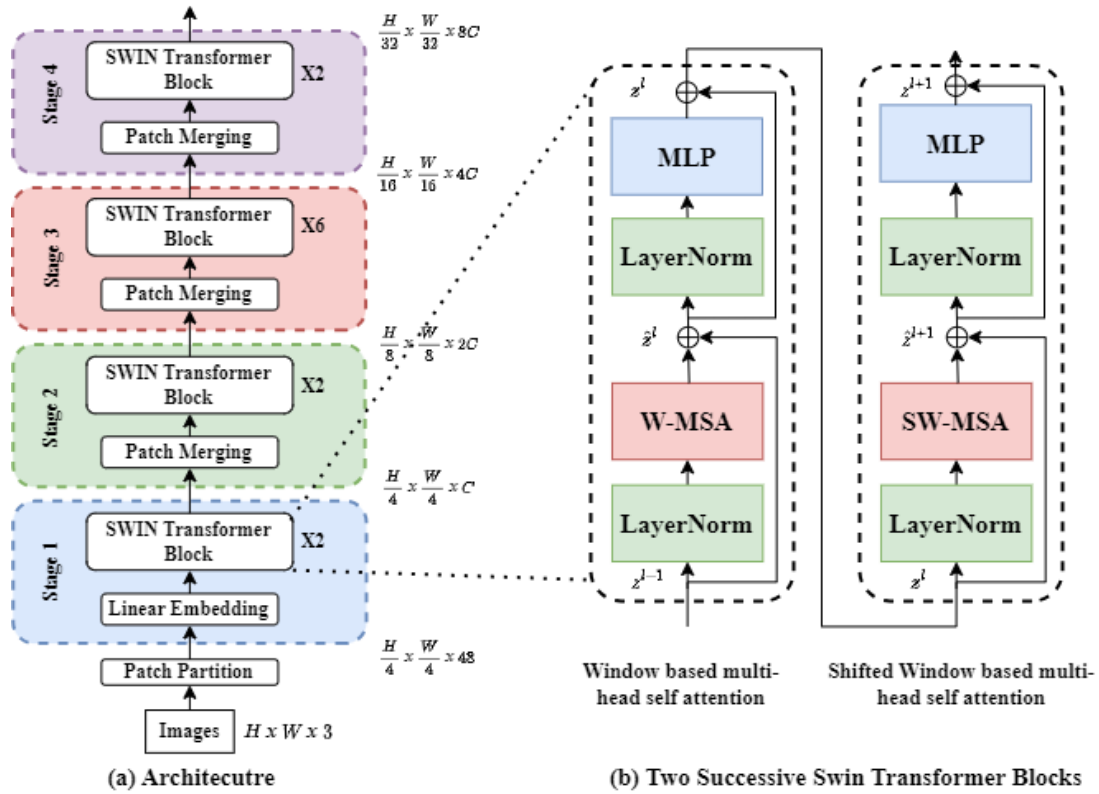 H/32 x W/32 x 8C
SWIN Transformer
Block
X2
Stage 4
Patch Merging
H/16 x W/16 x 4C
SWIN Transformer
Block
X6
Stage 3
Patch Merging
H/8 x W/8 x 2C
SWIN Transformer
Block
X2
Stage 2
Patch Merging
H/4 x W/4 x C
SWIN Transformer
Block
X2
Stage 1
Linear Embedding
H/4 x W/4 x 48
Patch Partition
Images
H x W x 3
(a) Architecutre
z^l
MLP
LayerNorm
ẑ^l
W-MSA
LayerNorm
z^{l-1}
Window based multi-
head self attention
z^{l+1}
MLP
LayerNorm
ẑ^{l+1}
SW-MSA
LayerNorm
z^l
Shifted Window based multi-
head self attention
(b) Two Successive Swin Transformer Blocks